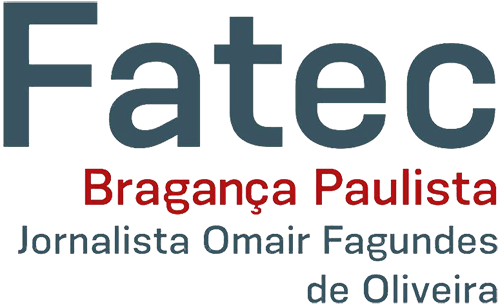 Fatec
Bragança Paulista
Jornalista Omair Fagundes
de Oliveira